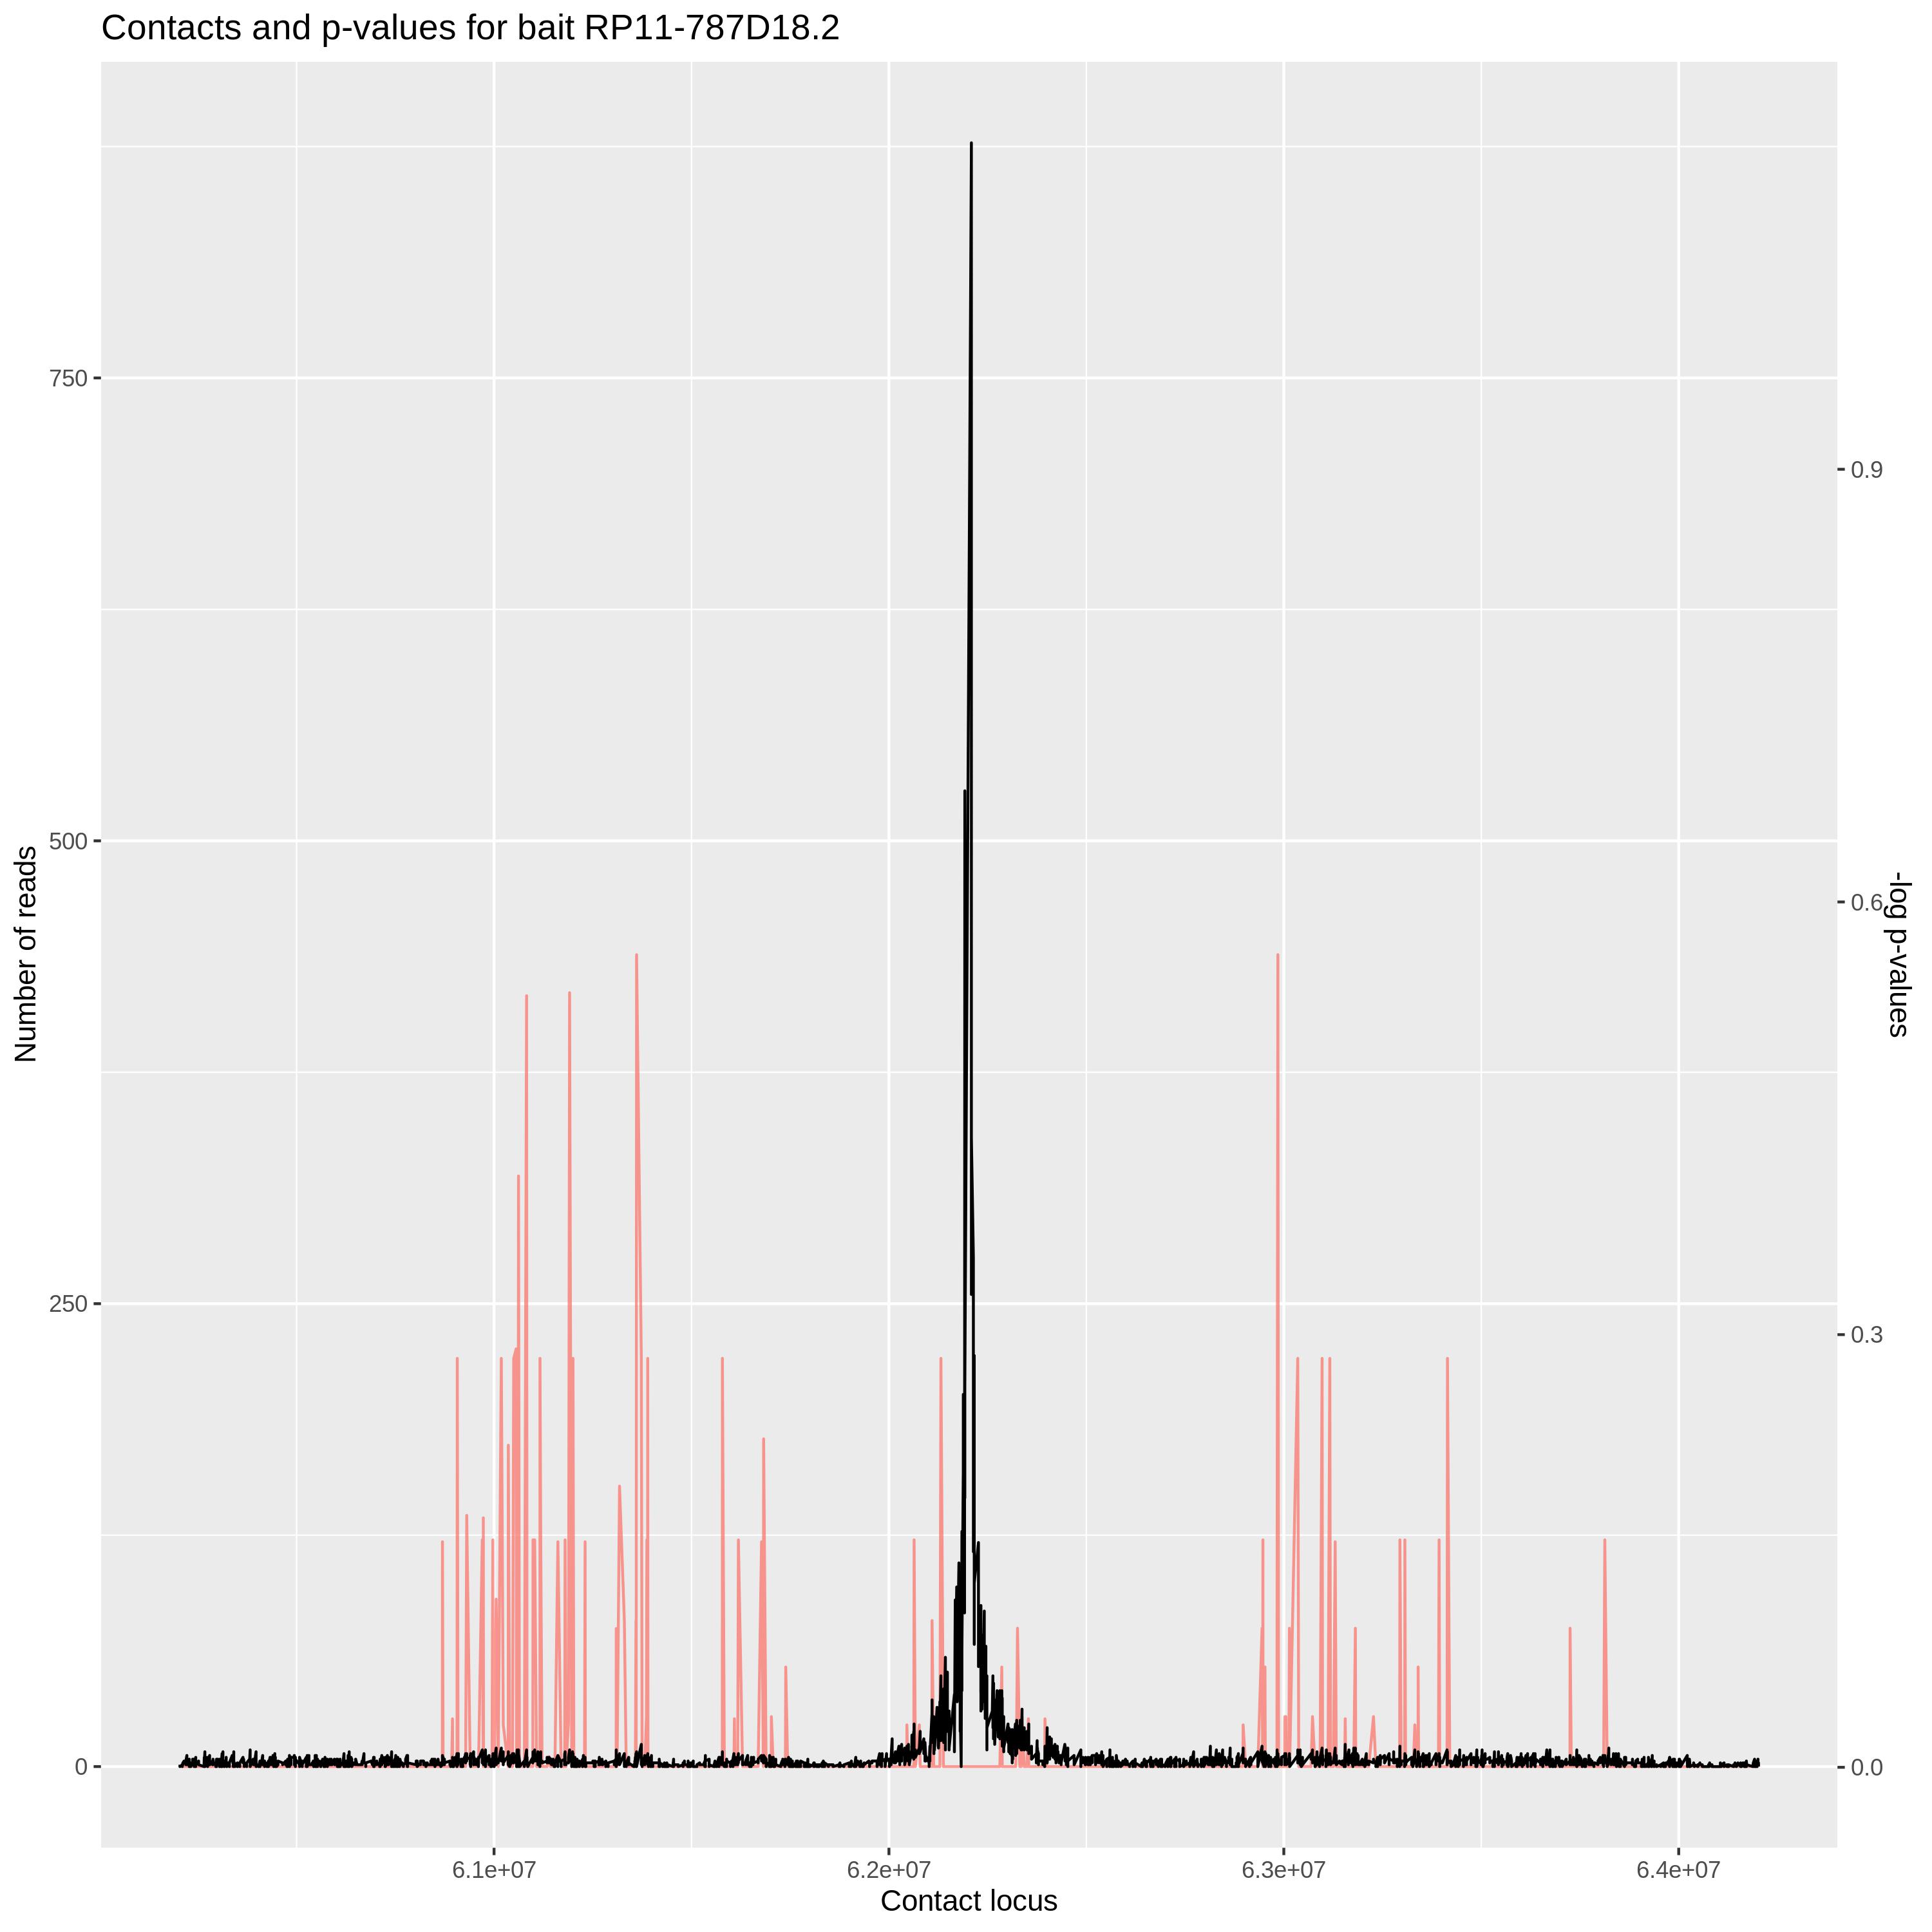 Contacts and p-values for bait RP11-787D18.2
750
500
250
0
Number of reads
0.9
0.6
0.3
0.0
-log p-values
6.1e+07
6.2e+07
6.3e+07
6.4e+07
Contact locus